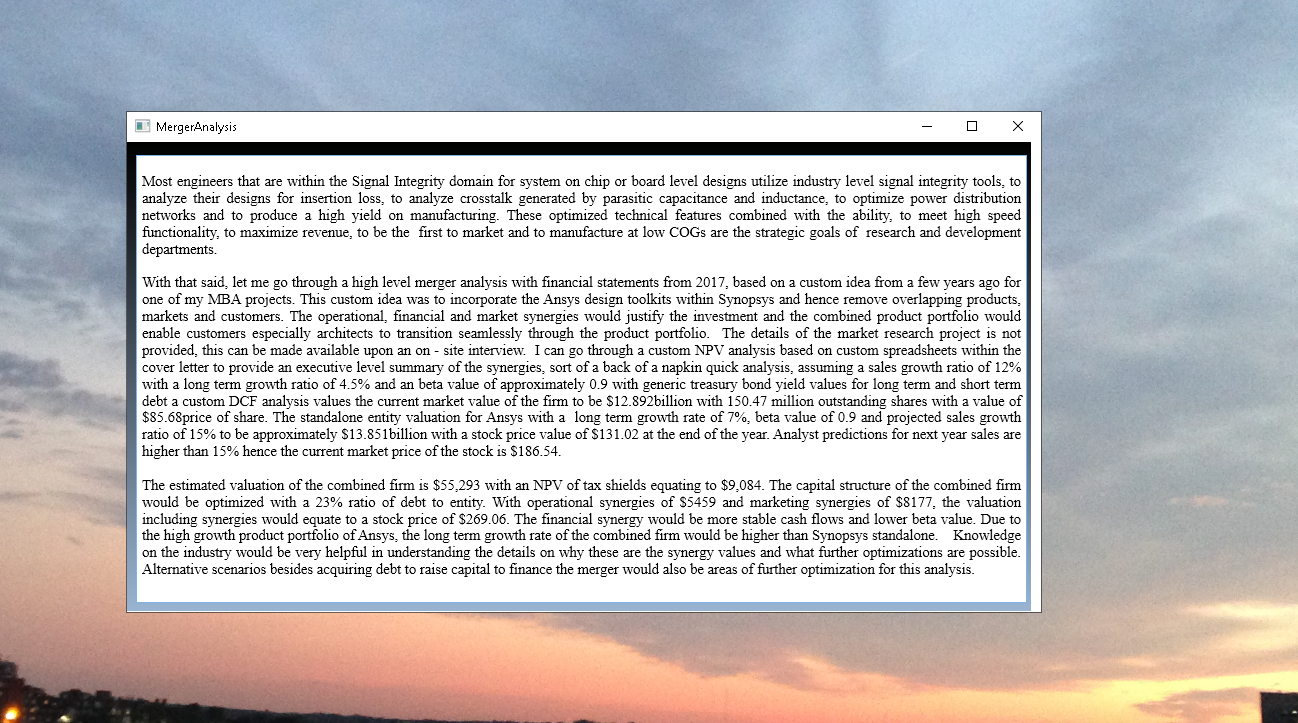 MergerAnalysis
Most engineers that are within the Signal Integrity domain for system on chip or board level designs utilize industry level signal integrity tools, to
analyze their designs for insertion loss, to analyze crosstalk generated by parasitic capacitance and inductance, to optimize power distribution
networks and to produce a high yield on manufacturing. These optimized technical features combined with the ability, to meet high speed
functionality, to maximize revenue, to be the  first to market and to manufacture at low COGs are the strategic goals of  research and development
departments.
With that said, let me go through a high level merger analysis with financial statements from 2017, based on a custom idea from a few years ago for
one of my MBA projects. This custom idea was to incorporate the Ansys design toolkits within Synopsys and hence remove overlapping products,
markets and customers. The operational, financial and market synergies would justify the investment and the combined product portfolio would
enable customers especially architects to transition seamlessly through the product portfolio.  The details of the market research project is not
provided, this can be made available upon an on - site interview.  I can go through a custom NPV analysis based on custom spreadsheets within the
cover letter to provide an executive level summary of the synergies, sort of a back of a napkin quick analysis, assuming a sales growth ratio of 12%
with a long term growth ratio of 4.5% and an beta value of approximately 0.9 with generic treasury bond yield values for long term and short term
debt a custom DCF analysis values the current market value of the firm to be $12.892billion with 150.47 million outstanding shares with a value of
$85.68price of share. The standalone entity valuation for Ansys with a  long term growth rate of 7%, beta value of 0.9 and projected sales growth
ratio of 15% to be approximately $13.851billion with a stock price value of $131.02 at the end of the year. Analyst predictions for next year sales are
higher than 15% hence the current market price of the stock is $186.54.
The estimated valuation of the combined firm is $55,293 with an NPV of tax shields equating to $9,084. The capital structure of the combined firm
would be optimized with a 23% ratio of debt to entity. With operational synergies of $5459 and marketing synergies of $8177, the valuation
including synergies would equate to a stock price of $269.06. The financial synergy would be more stable cash flows and lower beta value. Due to
the high growth product portfolio of Ansys, the long term growth rate of the combined firm would be higher than Synopsys standalone.    Knowledge
on the industry would be very helpful in understanding the details on why these are the synergy values and what further optimizations are possible.
Alternative scenarios besides acquiring debt to raise capital to finance the merger would also be areas of further optimization for this analysis.